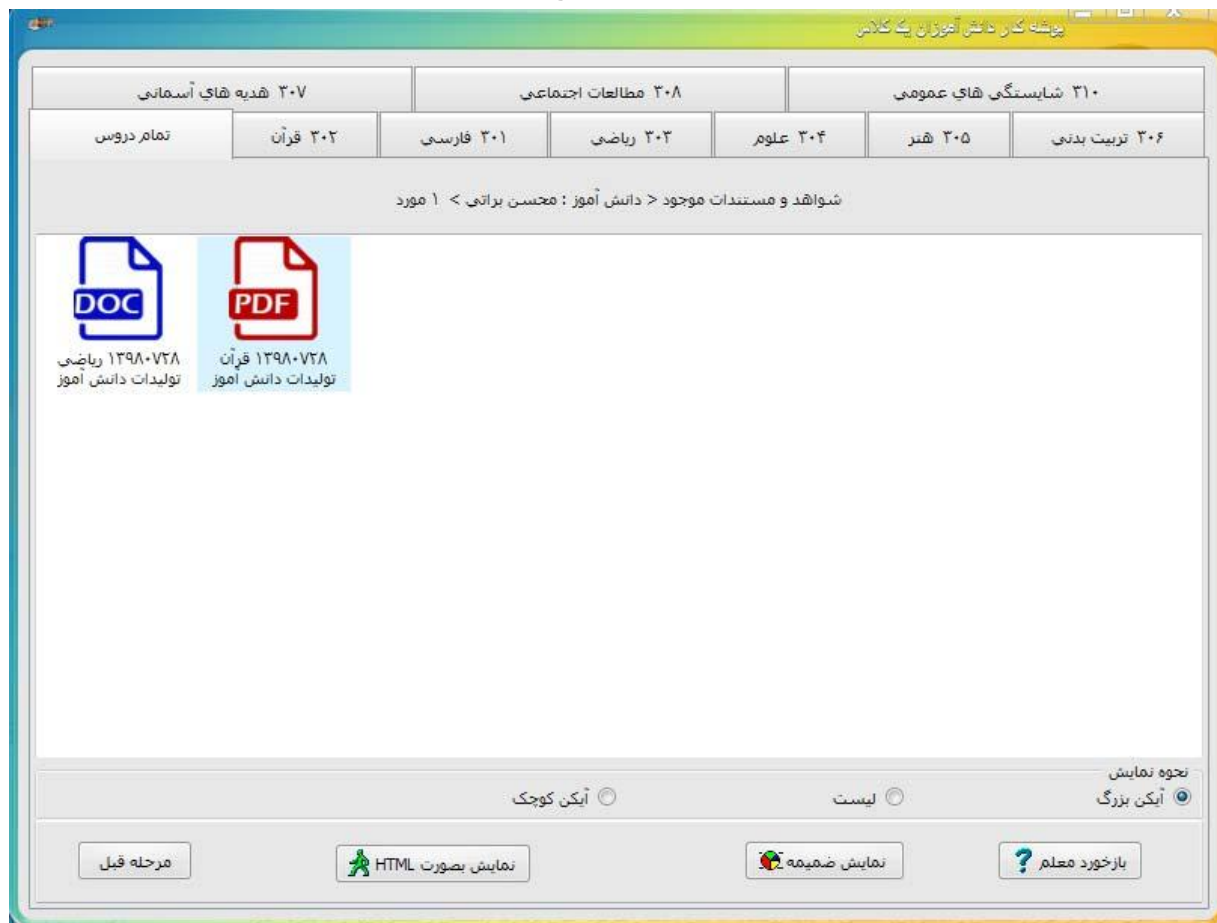 پوشه کار دانش آموزان یک کلاس
۳۱۰ شایستگی هاي عمومی
۳۰۸ مطالعات اجتماعی
۳۰۷ هدیه هاي آسمانی
۳۰۶ تربیت بدنی
۳۰۵ هنر
۳۰۴ علوم
۳۰۳ ریاضی
۳۰۱ فارسی
۳۰۲ قرآن
تمام دروس
شواهد و مستندات موجود < دانش آموز : محسن براتی > ۱ مورد
DOC
PDF
۱۳۹۸۰۷۲۸ ریاضی
تولیدات دانش آموز
۱۳۹۸۰۷۲۸ قرآن
تولیدات دانش آموز
نحوه نمایش
آیکن بزرگ
لیست
آیکن کوچک
بازخورد معلم
نمایش ضمیمه
نمایش بصورت HTML
مرحله قبل